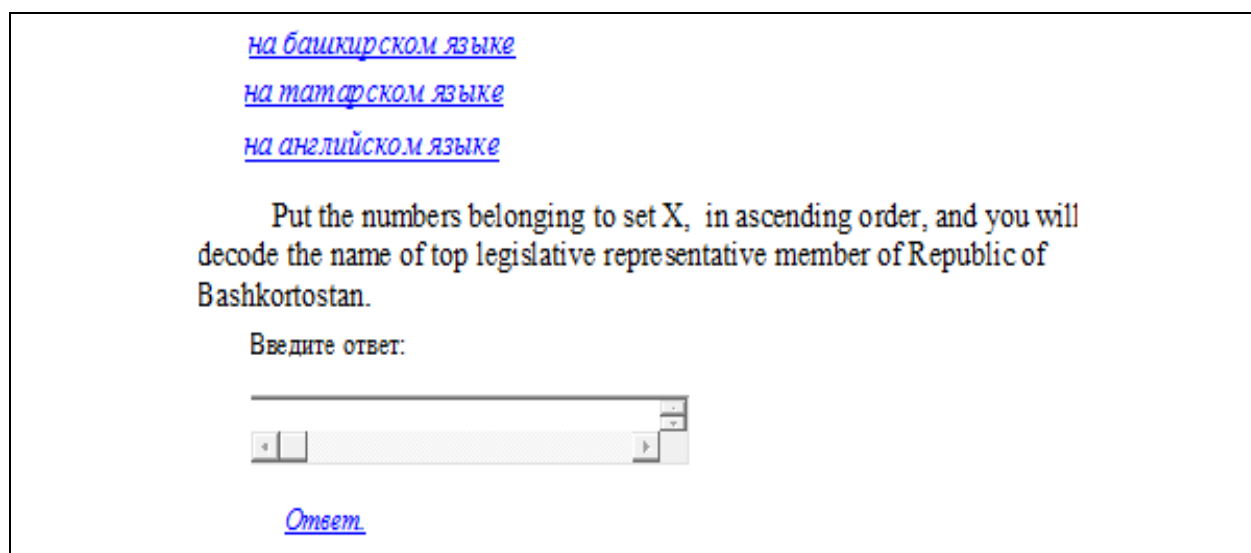 на башкирском языке
на татарском языке
на английском языке
Put the numbers belonging to set X, in ascending order, and you will
decode the name of top legislative representative member of Republic of
Bashkortostan.
Введите ответ:
Ответ.